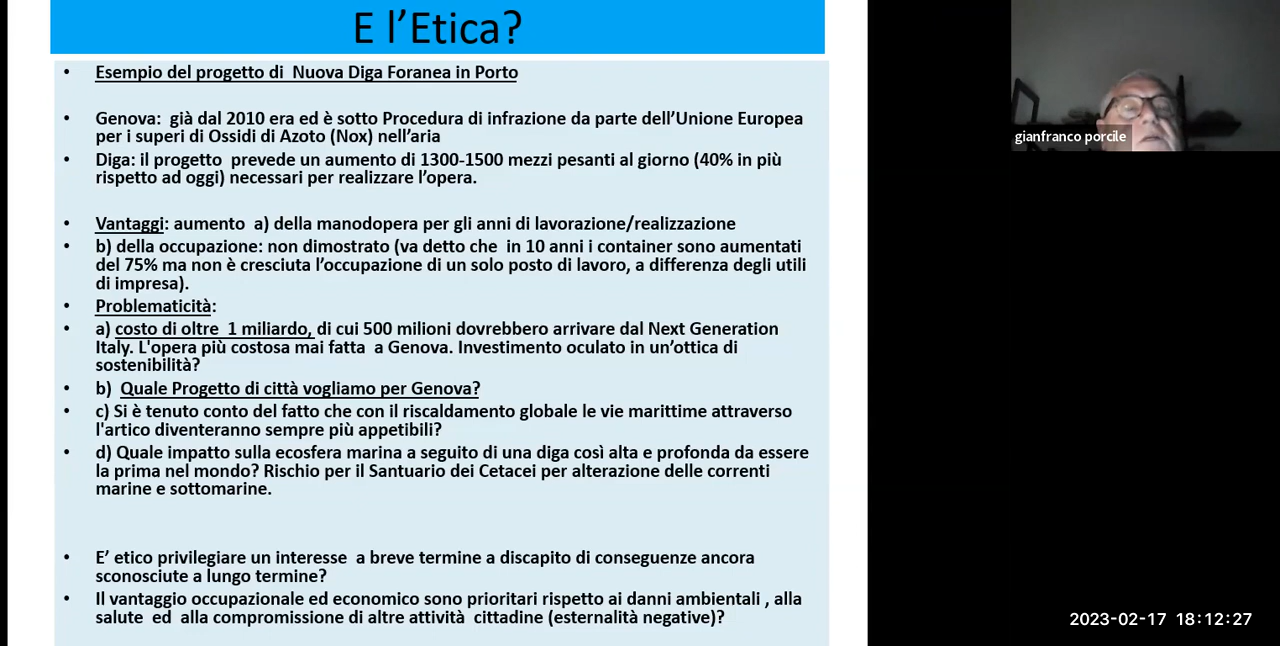 E l’Etica?
• Esempio del progetto di Nuova Diga Foranea in Porto
• Genova: già dal 2010 era ed è sotto Procedura di infrazione da parte dell’Unione Europea
per i superi di Ossidi di Azoto (Nox) nell’aria
• Diga: il progetto prevede un aumento di 1300-1500 mezzi pesanti al giorno (40% in più
rispetto ad oggi) necessari per realizzare l’opera.
• Vantaggi: aumento a) della manodopera per gli anni di lavorazione/realizzazione
• b) della occupazione: non dimostrato (va detto che in 10 anni i container sono aumentati
del 75% ma non è cresciuta l’occupazione di un solo posto di lavoro, a differenza degli utili
di impresa).
• Problematicità:
• a) costo di oltre 1 miliardo, di cui 500 milioni dovrebbero arrivare dal Next Generation
Italy. L'opera più costosa mai fatta a Genova. Investimento oculato in un’ottica di
sostenibilità?
• b) Quale Progetto di città vogliamo per Genova?
• c) Si è tenuto conto del fatto che con il riscaldamento globale le vie marittime attraverso
l'artico diventeranno sempre più appetibili?
• d) Quale impatto sulla ecosfera marina a seguito di una diga così alta e profonda da essere
la prima nel mondo? Rischio per il Santuario dei Cetacei per alterazione delle correnti
marine e sottomarine.
• E’ etico privilegiare un interesse a breve termine a discapito di conseguenze ancora
sconosciute a lungo termine?
• Il vantaggio occupazionale ed economico sono prioritari rispetto ai danni ambientali , alla
salute ed alla compromissione di altre attività cittadine (esternalità negative)?
gianfranco porcile
2023-02-17 18:12:27